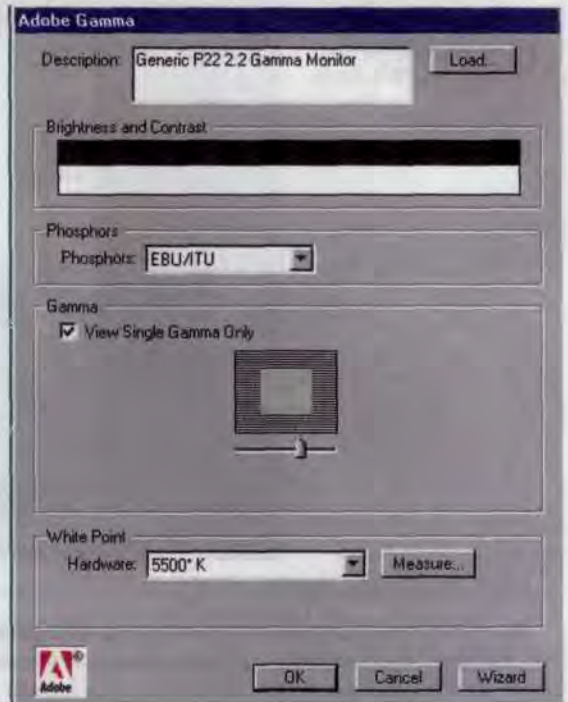 Adobe Gamma
Description: Generic P22 2.2 Gamma Monitor Load...
Brightness and Contrast
Phosphors
Phosphors: EBU/ITU
Gamma
View Single Gamma Only
White Point
Hardware: 5500° K Measure...
Adobe ® OK Cancel Wizard